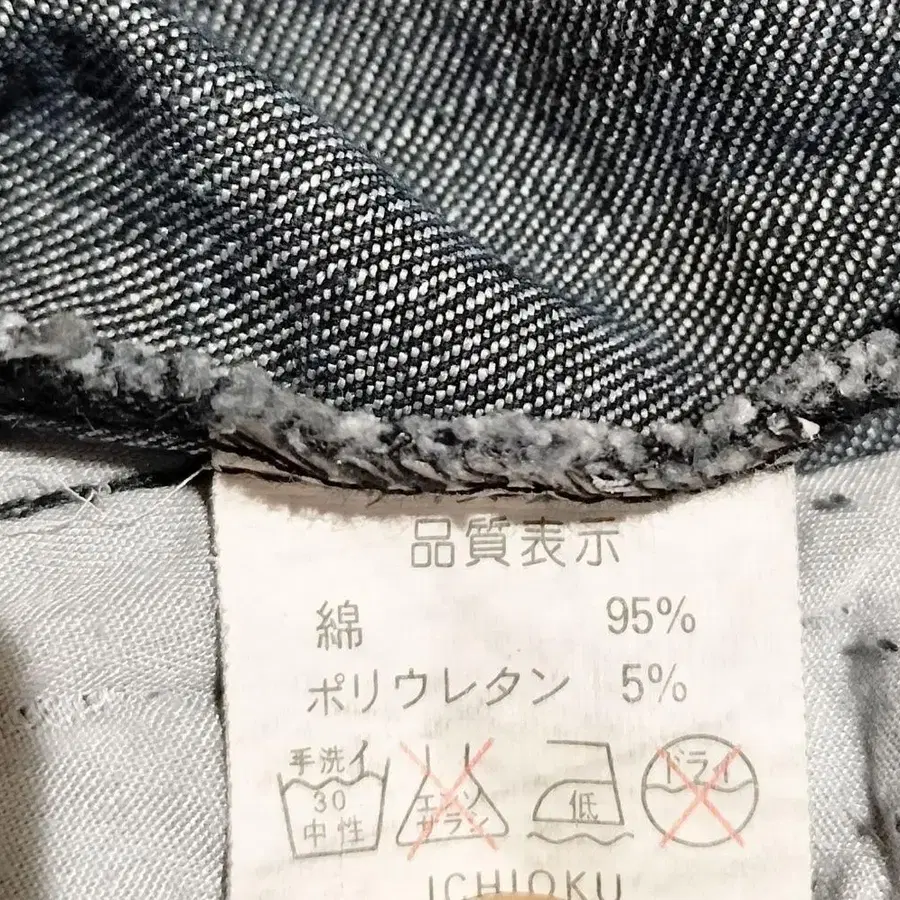 品質表示
綿 95%
ポリウレタン 5%
手洗イ
30
中性
エンソ
サラシ
低
ドライ
ICHIOKU